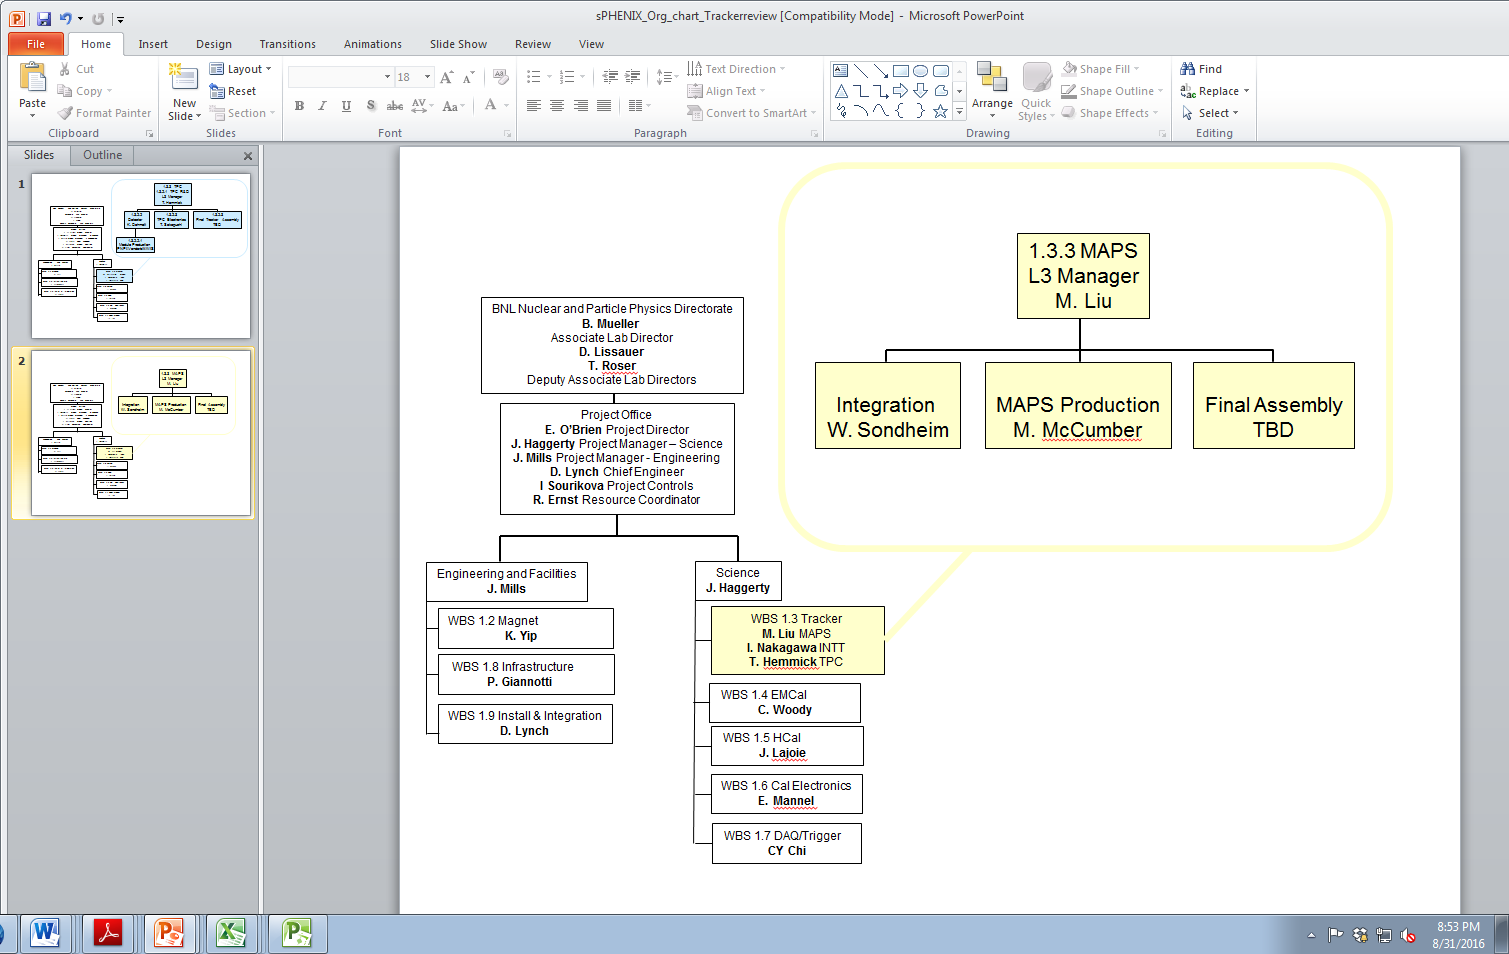 sPHENIX_Org_chart_Trackerreview [Compatibility Mode] - Microsoft PowerPoint
File Home Insert Design Transitions Animations Slide Show Review View
Paste
Cut
Copy
Format Painter
Clipboard
New
Slide
Layout
Reset
Section
Slides
18
B I U S abc AV Aa A
Font
Text Direction
Align Text
Convert to SmartArt
Paragraph
Arrange
Quick
Styles
Shape Fill
Shape Outline
Shape Effects
Drawing
Find
Replace
Select
Editing
Slides Outline
1
2
1.3.3 MAPS
L3 Manager
M. Liu
Integration
W. Sondheim
MAPS Production
M. McCumber
Final Assembly
TBD
BNL Nuclear and Particle Physics Directorate
B. Mueller
Associate Lab Director
D. Lissauer
T. Roser
Deputy Associate Lab Directors
Project Office
E. O'Brien Project Director
J. Haggerty Project Manager – Science
J. Mills Project Manager - Engineering
D. Lynch Chief Engineer
I Sourikova Project Controls
R. Ernst Resource Coordinator
Engineering and Facilities
J. Mills
WBS 1.2 Magnet
K. Yip
WBS 1.8 Infrastructure
P. Giannotti
WBS 1.9 Install & Integration
D. Lynch
Science
J. Haggerty
WBS 1.3 Tracker
M. Liu MAPS
I. Nakagawa INTT
T. Hemmick TPC
WBS 1.4 EMCal
C. Woody
WBS 1.5 HCal
J. Lajoie
WBS 1.6 Cal Electronics
E. Mannel
WBS 1.7 DAQ/Trigger
CY Chi
8:53 PM
8/31/2016